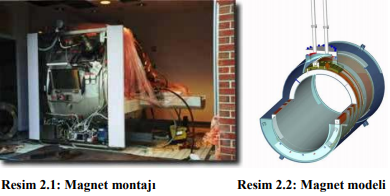 Resim 2.1: Magnet montajı
Resim 2.2: Magnet modeli